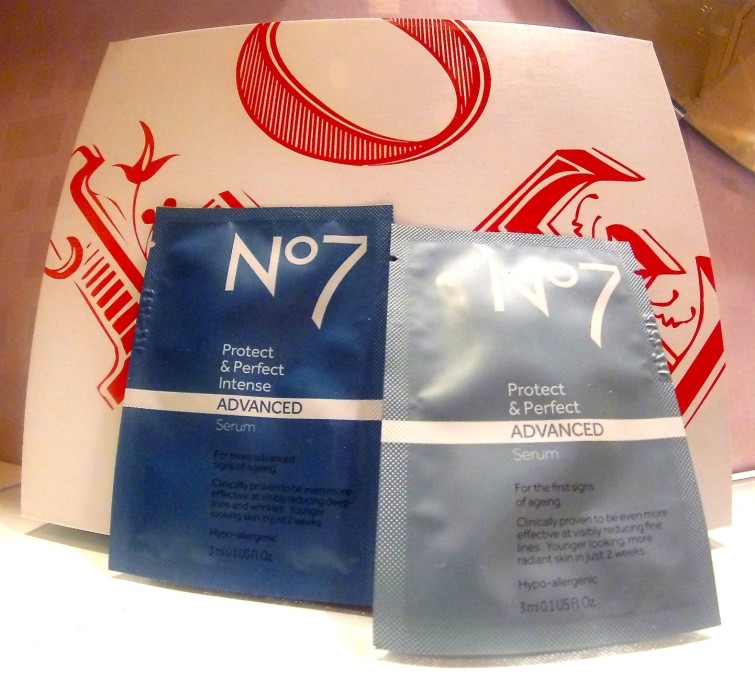 No7
Protect
& Perfect
Intense
ADVANCED
Serum
For more advanced
signs of ageing.
Clinically proven to be even more
effective at visibly reducing deep
lines and wrinkles. Younger
looking skin in just 2 weeks.
Hypo-allergenic
3ml 0.1 US Fl. Oz.
No7
Protect
& Perfect
ADVANCED
Serum
For the first signs
of ageing.
Clinically proven to be even more
effective at visibly reducing fine
lines. Younger looking, more
radiant skin in just 2 weeks.
Hypo-allergenic
3ml 0.1 US Fl. Oz.